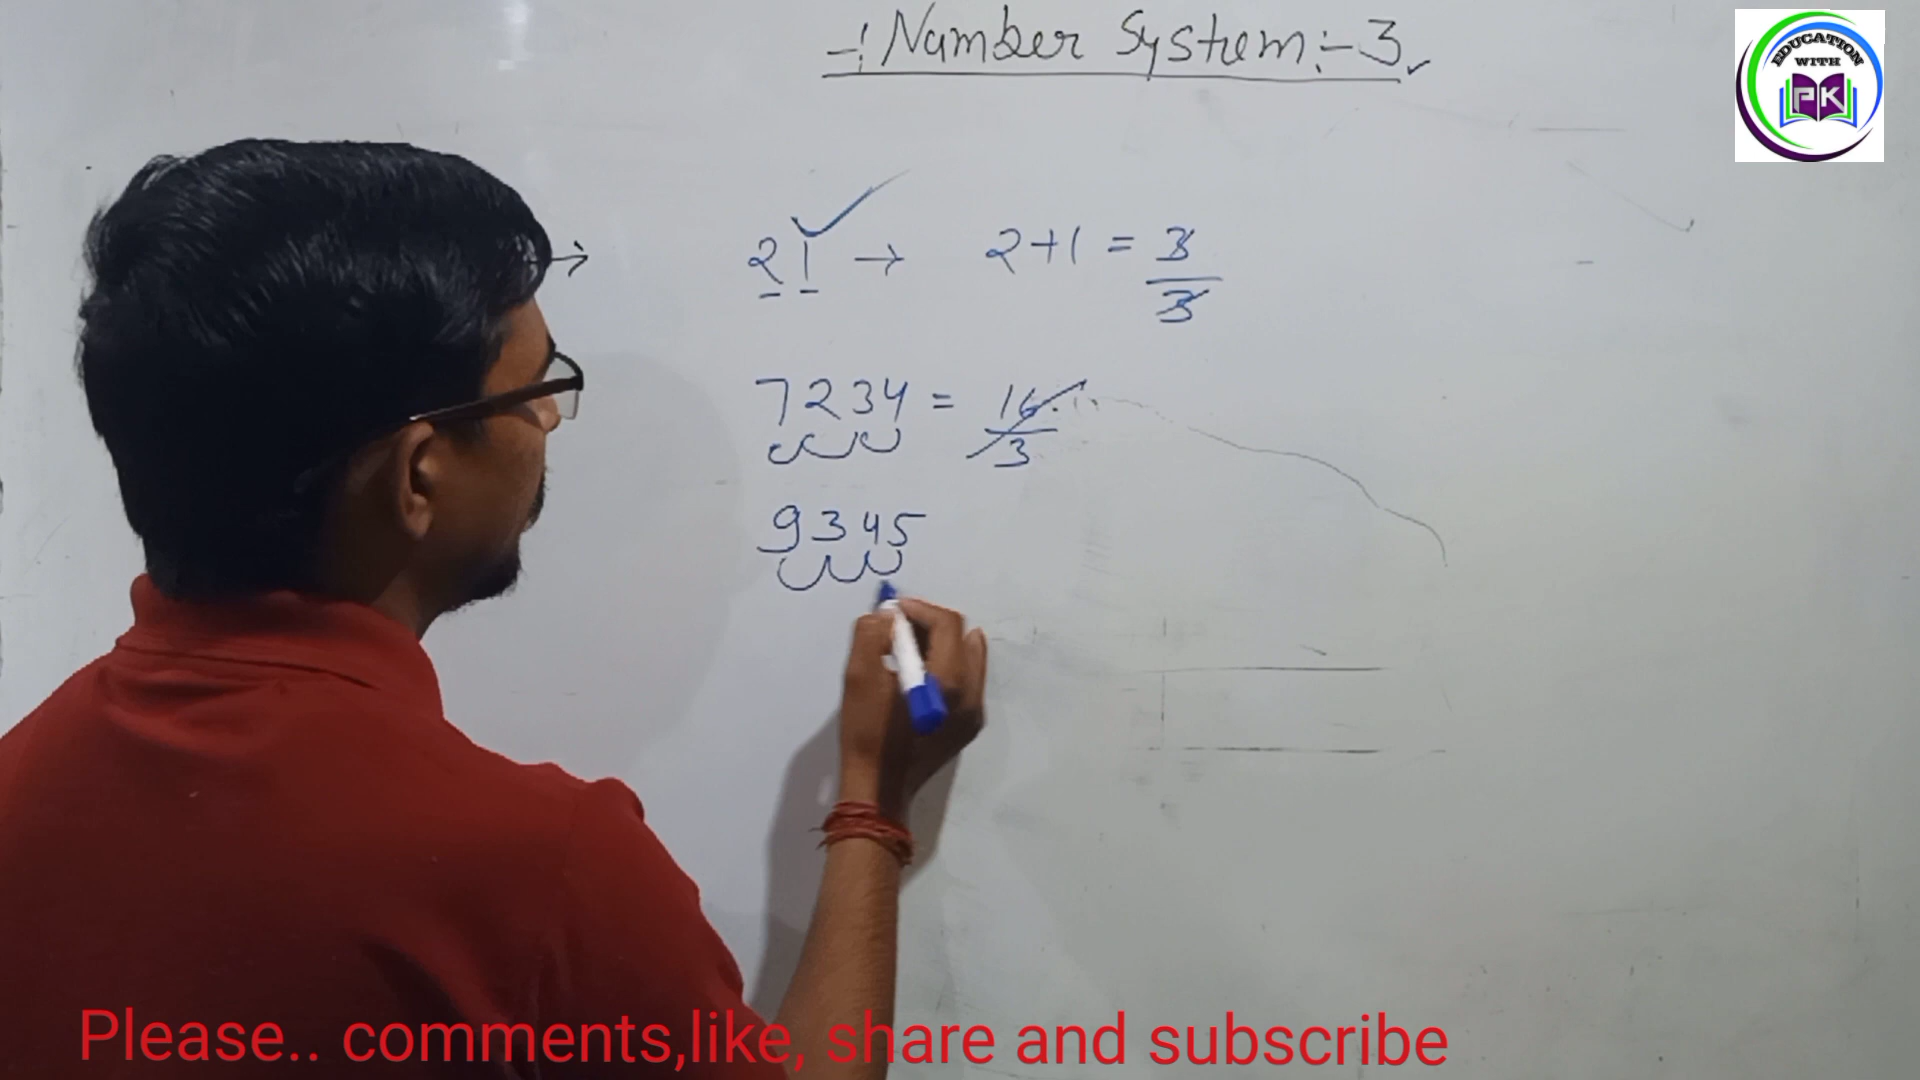 -: Number System :- 3
EDUCATION
WITH
PK
→ 21 → 2+1 = 3/3
7234 = 16/3
9345
Please.. comments,like, share and subscribe